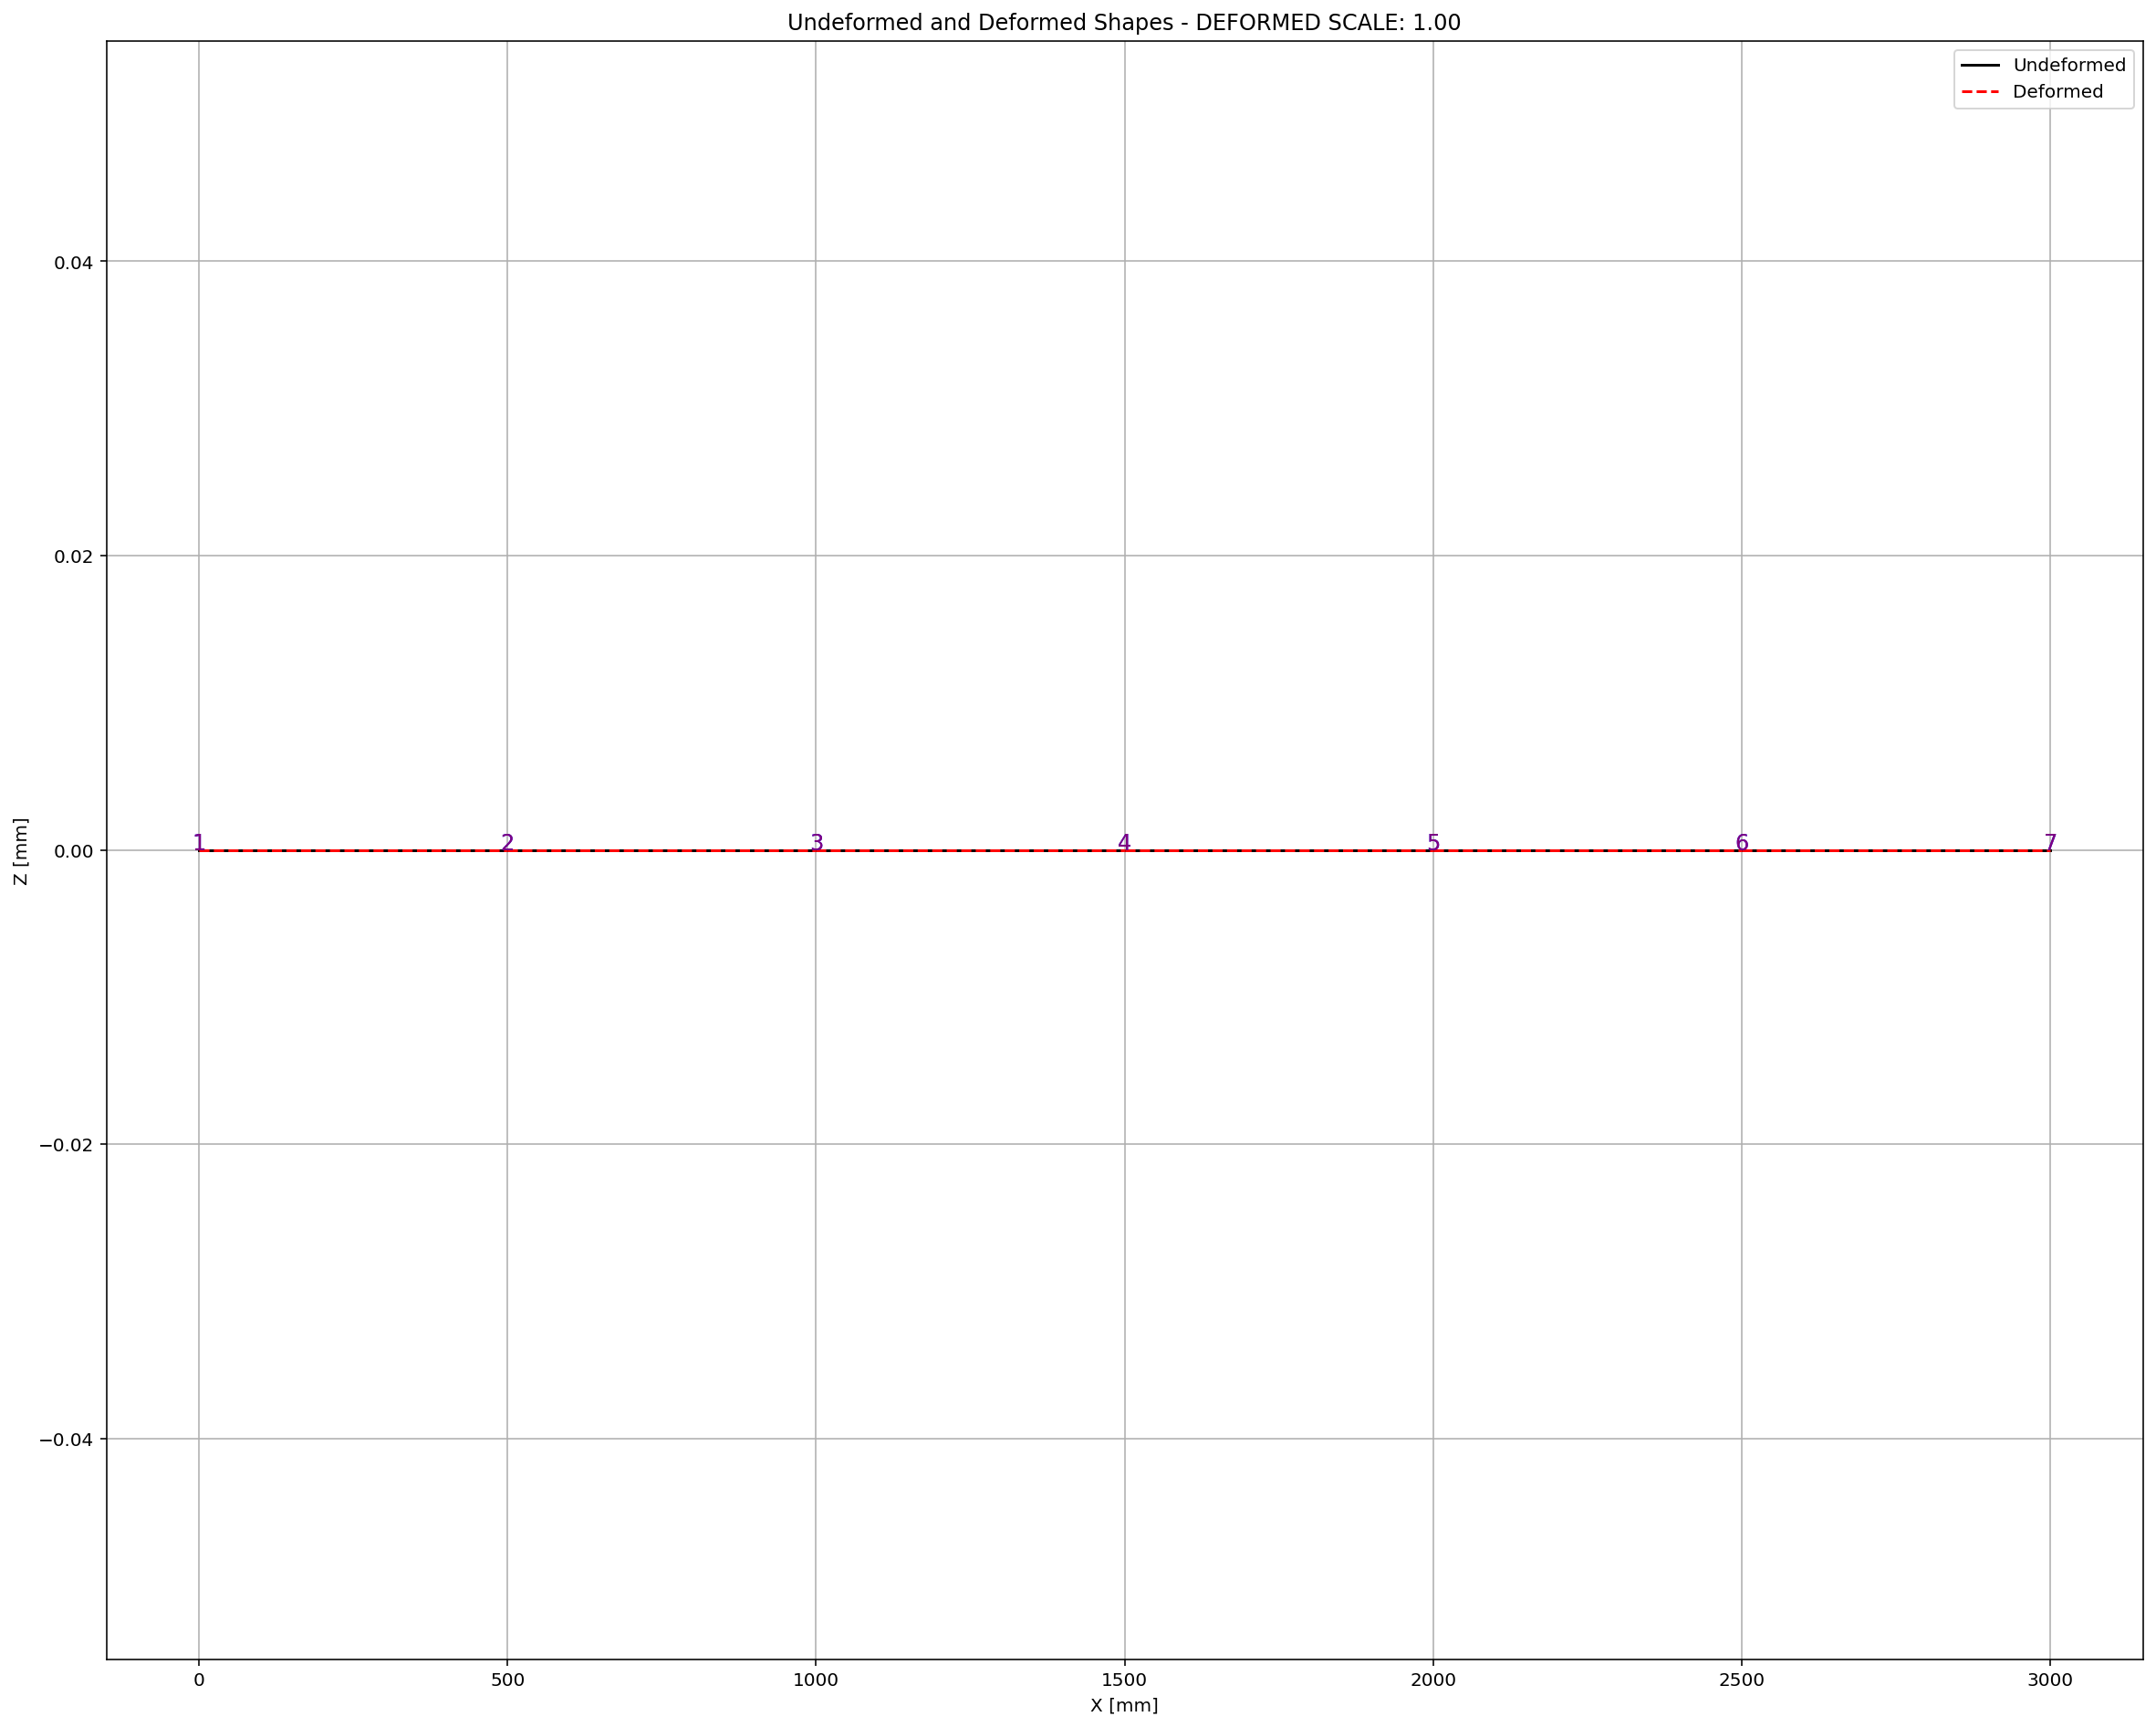 Undeformed and Deformed Shapes - DEFORMED SCALE: 1.00
Undeformed
Deformed
0.04
0.02
0.00
−0.02
−0.04
Z [mm]
1 2 3 4 5 6 7
0 500 1000 1500 2000 2500 3000
X [mm]